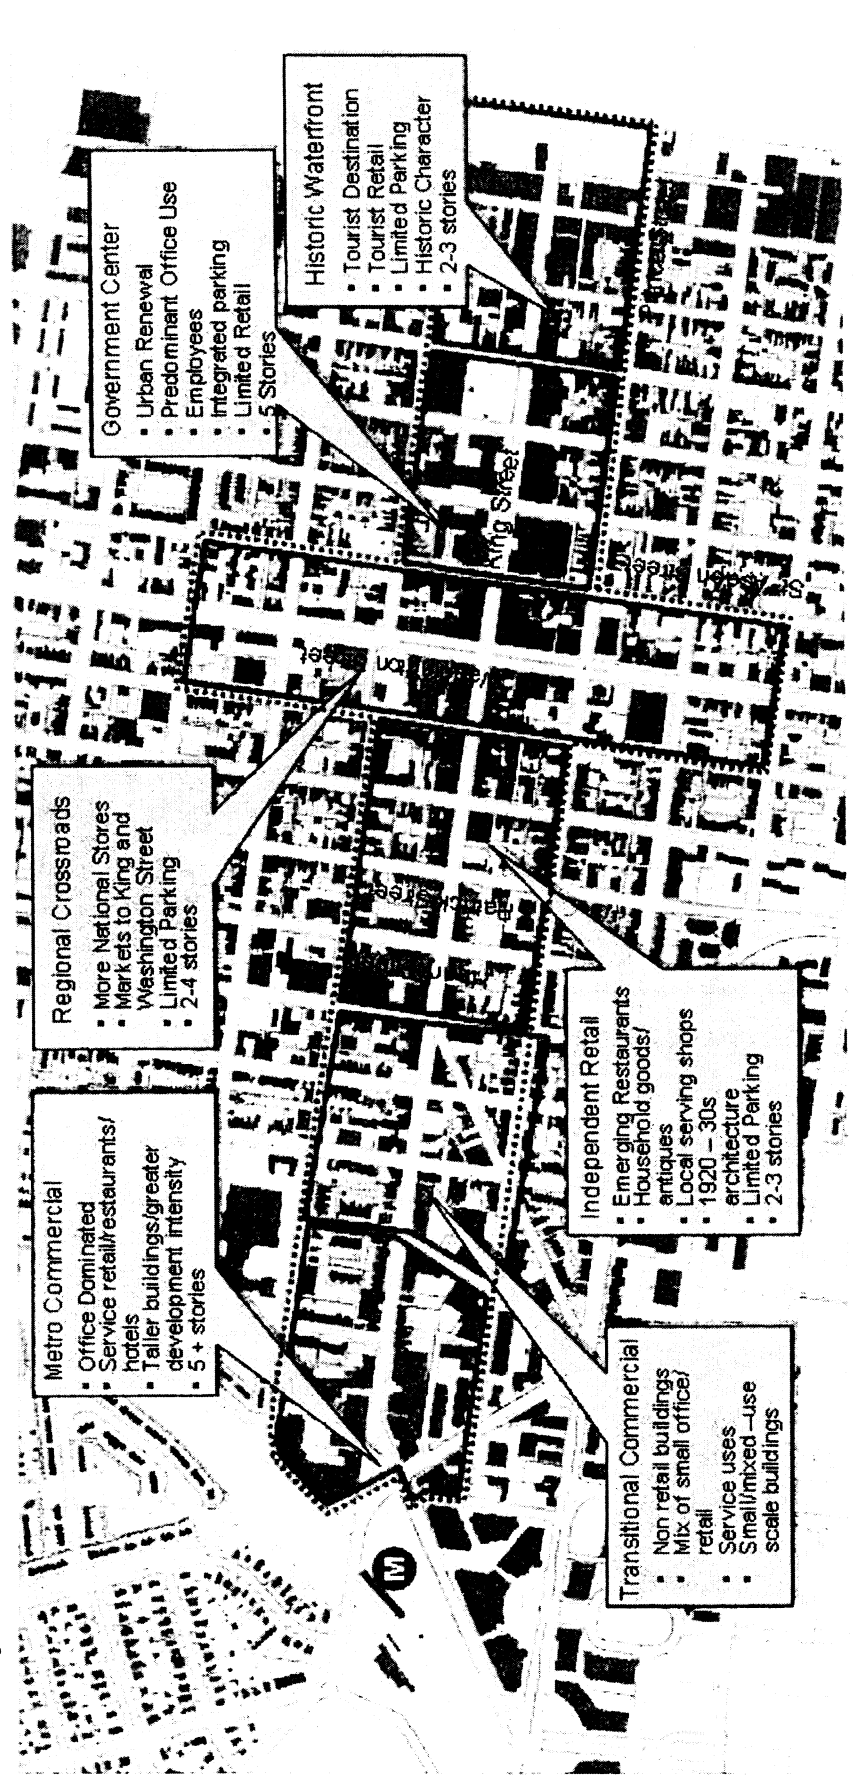 Metro Commercial
▪ Office Dominated
▪ Service retail/restaurants/
hotels
▪ Taller buildings/greater
development intensity
▪ 5 + stories
Regional Crossroads
▪ More National Stores
▪ Markets to King and
Washington Street
▪ Limited Parking
▪ 2-4 stories
Government Center
▪ Urban Renewal
▪ Predominant Office Use
▪ Employees
▪ Integrated parking
▪ Limited Retail
▪ 5 Stories
Historic Waterfront
▪ Tourist Destination
▪ Tourist Retail
▪ Limited Parking
▪ Historic Character
▪ 2-3 stories
Transitional Commercial
▪ Non retail buildings
▪ Mix of small office/
retail
▪ Service uses
▪ Small/mixed –use
scale buildings
Independent Retail
▪ Emerging Restaurants
▪ Household goods/
antiques
▪ Local serving shops
▪ 1920 – 30s
architecture
▪ Limited Parking
▪ 2-3 stories
M
King Street
Washington Street
Patrick Street